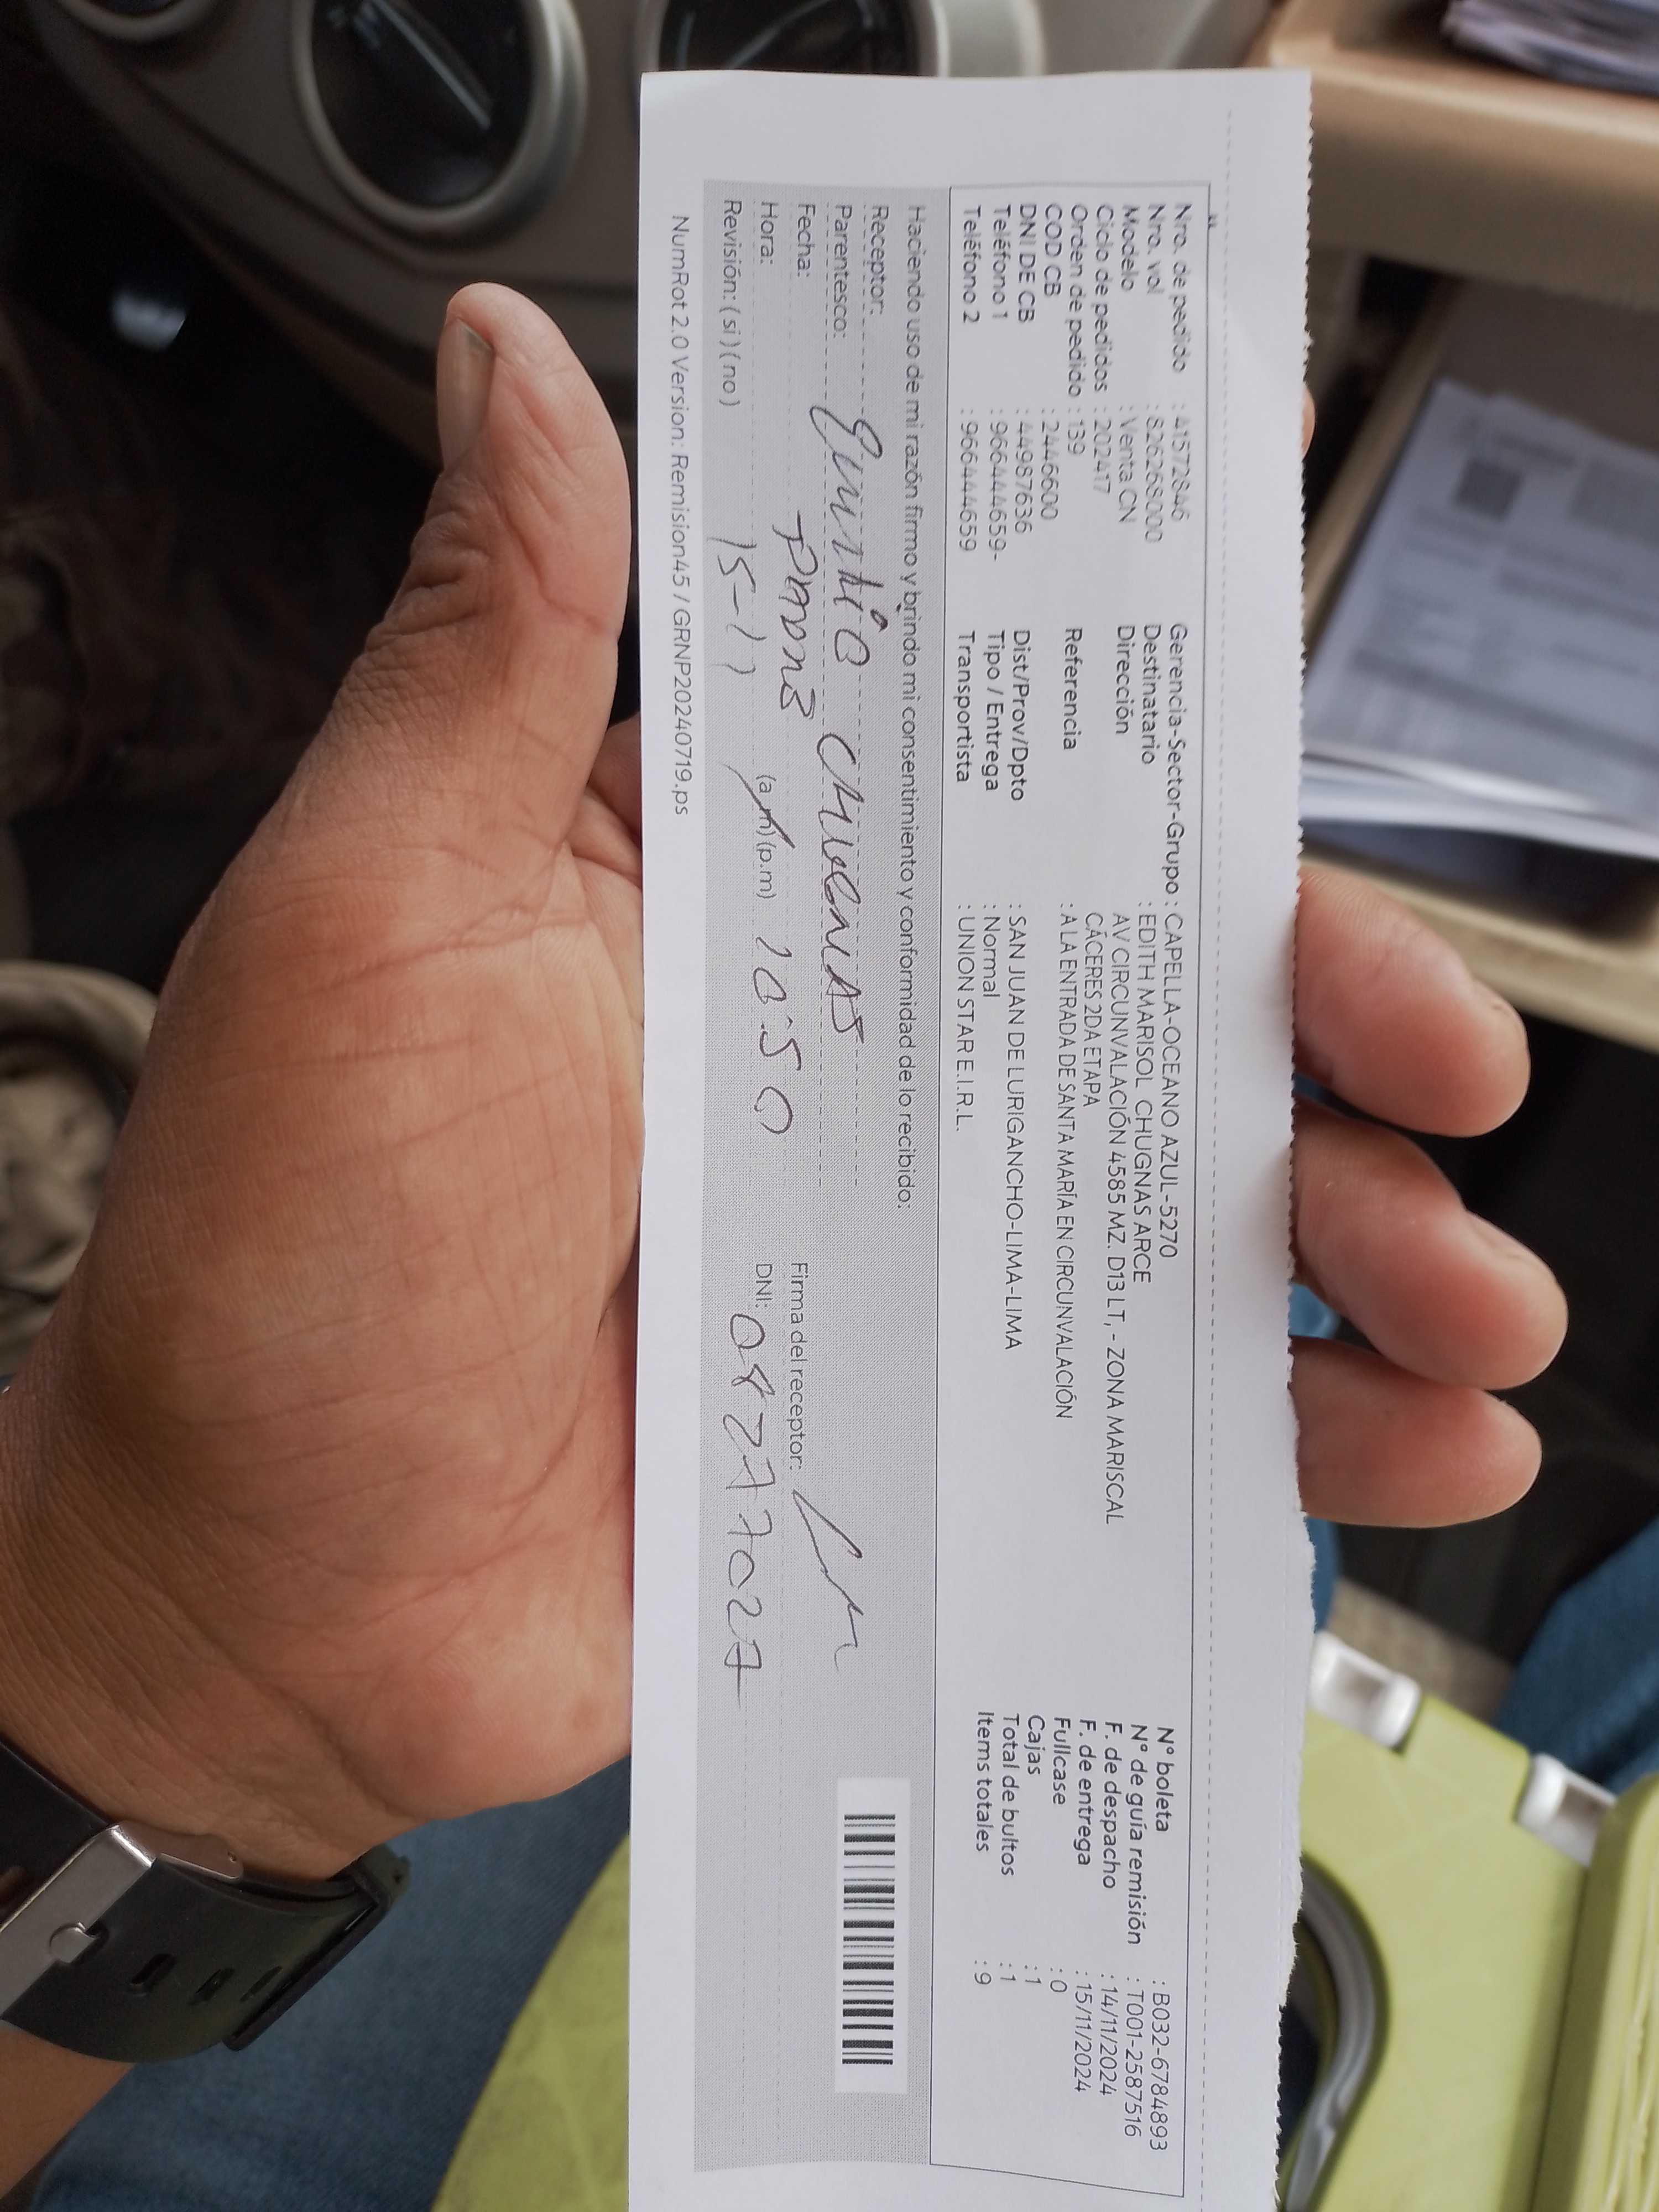 Nro. de pedido : 41572846
Nro. vol : 82626S000
Modelo : Venta CN
Ciclo de pedidos : 202417
Orden de pedido : 139
COD CB : 2446600
DNI DE CB : 44987636
Teléfono 1 : 966444659-
Teléfono 2 : 966444659
Gerencia-Sector-Grupo : CAPELLA-OCEANO AZUL-5270
Destinatario : EDITH MARISOL CHUGNAS ARCE
Dirección AV CIRCUNVALACIÓN 4585 MZ. D13 LT, - ZONA MARISCAL
CÁCERES 2DA ETAPA
Referencia : A LA ENTRADA DE SANTA MARÍA EN CIRCUNVALACIÓN
Dist/Prov/Dpto : SAN JUAN DE LURIGANCHO-LIMA-LIMA
Tipo / Entrega : Normal
Transportista : UNION STAR E.I.R.L.
N° boleta : B032-6784893
N° de guía remisión : T001-2587516
F. de despacho : 14/11/2024
F. de entrega : 15/11/2024
Fullcase : 0
Cajas : 1
Total de bultos : 1
Items totales : 9
Haciendo uso de mi razón firmo y brindo mi consentimiento y conformidad de lo recibido:
Receptor:
Parentesco:
Fecha: 15-11
Hora: (a.m) (p.m) 10:50
Revisión: ( si ) ( no )
Firma del receptor:
DNI: 08277027
NumRot 2.0 Version: Remision45 / GRNP20240719.ps